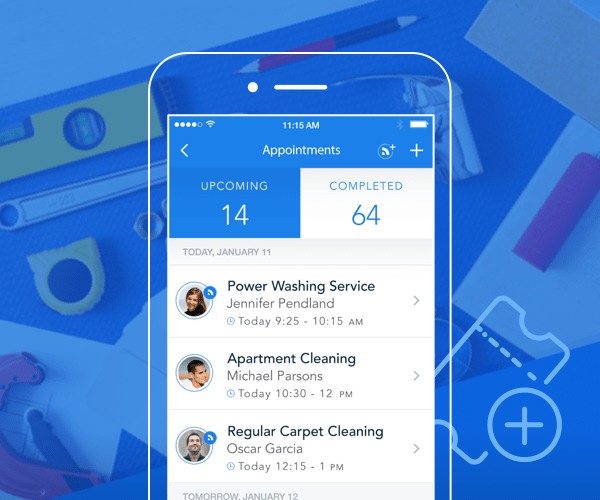 11:15 AM
Appointments
UPCOMING COMPLETED
14 64
TODAY, JANUARY 11
Power Washing Service
Jennifer Pendland
Today 9:25 - 10:15 AM
Apartment Cleaning
Michael Parsons
Today 10:30 - 12 PM
Regular Carpet Cleaning
Oscar Garcia
Today 12:15 - 1 PM
TOMORROW, JANUARY 12